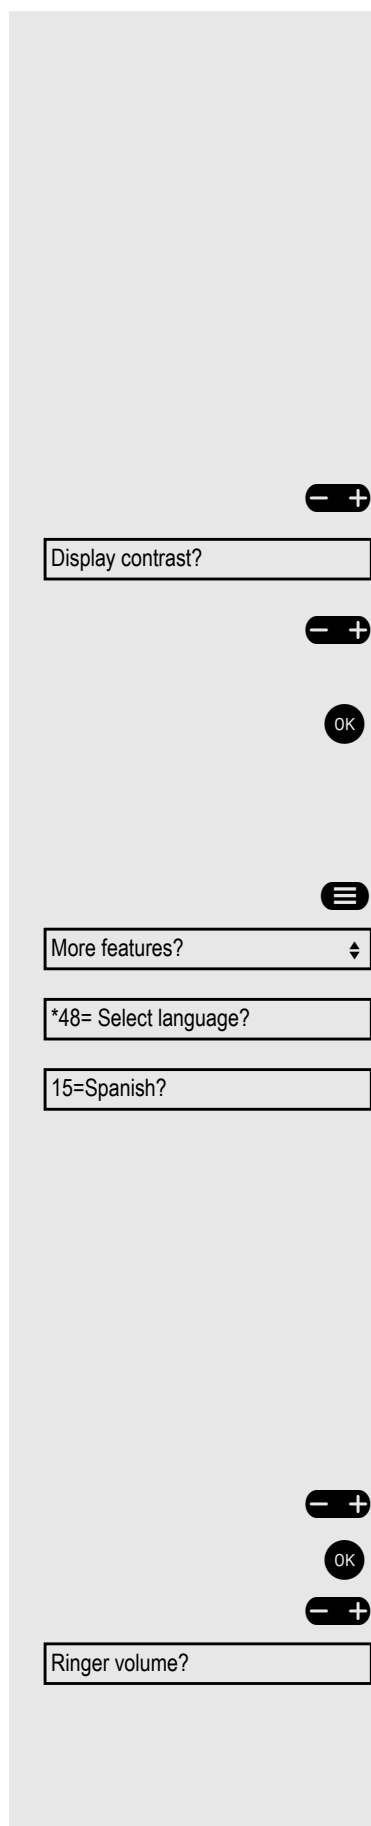 Display contrast?
OK
More features?
*48= Select language?
15=Spanish?
OK
Ringer volume?